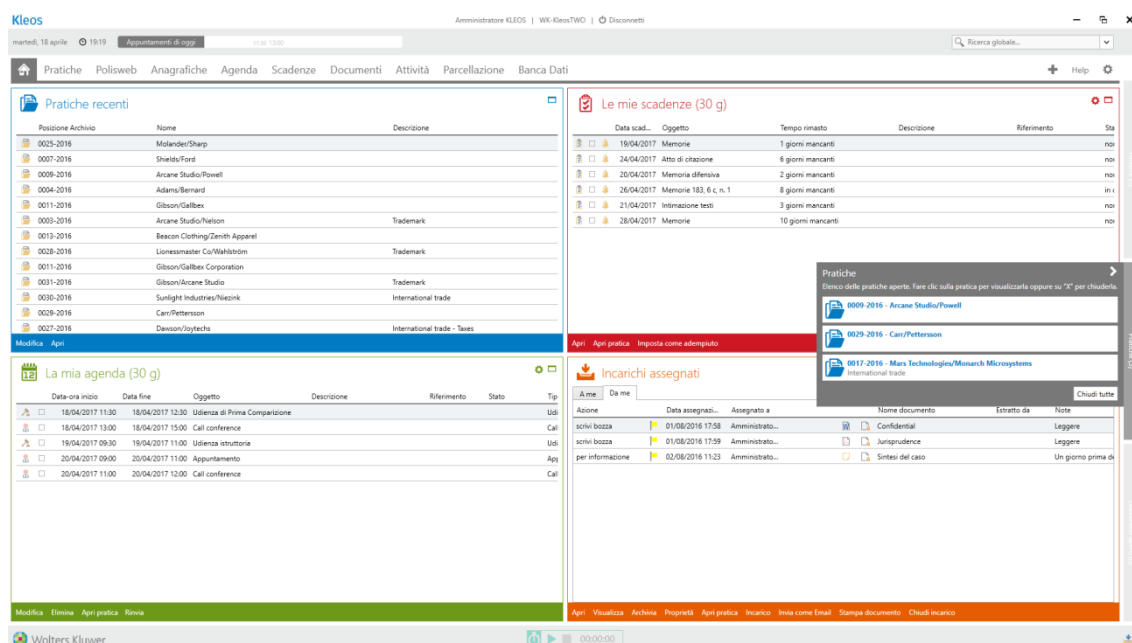 Kleos
Amministratore KLEOS | WK-KleosTWO | Disconnetti
martedì, 18 aprile 19:19 Appuntamenti di oggi 11:30 13:00 Ricerca globale...
Pratiche Polisweb Anagrafiche Agenda Scadenze Documenti Attività Parcellazione Banca Dati Help
Pratiche recenti
Posizione Archivio Nome Descrizione
0025-2016 Molander/Sharp
0007-2016 Shields/Ford
0009-2016 Arcane Studio/Powell
0004-2016 Adams/Bernard
0011-2016 Gibson/Gallbex
0003-2016 Arcane Studio/Nelson Trademark
0013-2016 Beacon Clothing/Zenith Apparel
0028-2016 Lionessmaster Co/Wahlström Trademark
0011-2016 Gibson/Gallbex Corporation
0031-2016 Gibson/Arcane Studio Trademark
0030-2016 Sunlight Industries/Niezink International trade
0029-2016 Carr/Pettersson
0027-2016 Dawson/Joytechs International trade - Taxes
Modifica Apri
Le mie scadenze (30 g)
Data scad... Oggetto Tempo rimasto Descrizione Riferimento Sta
19/04/2017 Memorie 1 giorni mancanti nor
24/04/2017 Atto di citazione 6 giorni mancanti nor
20/04/2017 Memoria difensiva 2 giorni mancanti nor
26/04/2017 Memorie 183, 6 c, n. 1 8 giorni mancanti in c
21/04/2017 Intimazione testi 3 giorni mancanti nor
28/04/2017 Memorie 10 giorni mancanti nor
Apri Apri pratica Imposta come adempiuto
Pratiche
Elenco delle pratiche aperte. Fare clic sulla pratica per visualizzarla oppure su "X" per chiuderla.
0009-2016 - Arcane Studio/Powell
0029-2016 - Carr/Pettersson
0017-2016 - Mars Technologies/Monarch Microsystems
International trade
Chiudi tutte
La mia agenda (30 g)
Data-ora inizio Data fine Oggetto Descrizione Riferimento Stato Tip
18/04/2017 11:30 18/04/2017 12:30 Udienza di Prima Comparizione Udi
18/04/2017 13:00 18/04/2017 15:00 Call conference Cal
19/04/2017 09:30 19/04/2017 11:00 Udienza istruttoria Udi
20/04/2017 09:00 20/04/2017 11:00 Appuntamento App
20/04/2017 11:00 20/04/2017 12:00 Call conference Cal
Modifica Elimina Apri pratica Rinvia
Incarichi assegnati
A me Da me
Azione Data assegnazi... Assegnato a Nome documento Estratto da Note
scrivi bozza 01/08/2016 17:58 Amministrato... Confidential Leggere
scrivi bozza 01/08/2016 17:59 Amministrato... Jurisprudence Leggere
per informazione 02/08/2016 11:23 Amministrato... Sintesi del caso Un giorno prima de
Apri Visualizza Archivia Proprietà Apri pratica Incarico Invia come Email Stampa documento Chiudi incarico
Wolters Kluwer 00:00:00